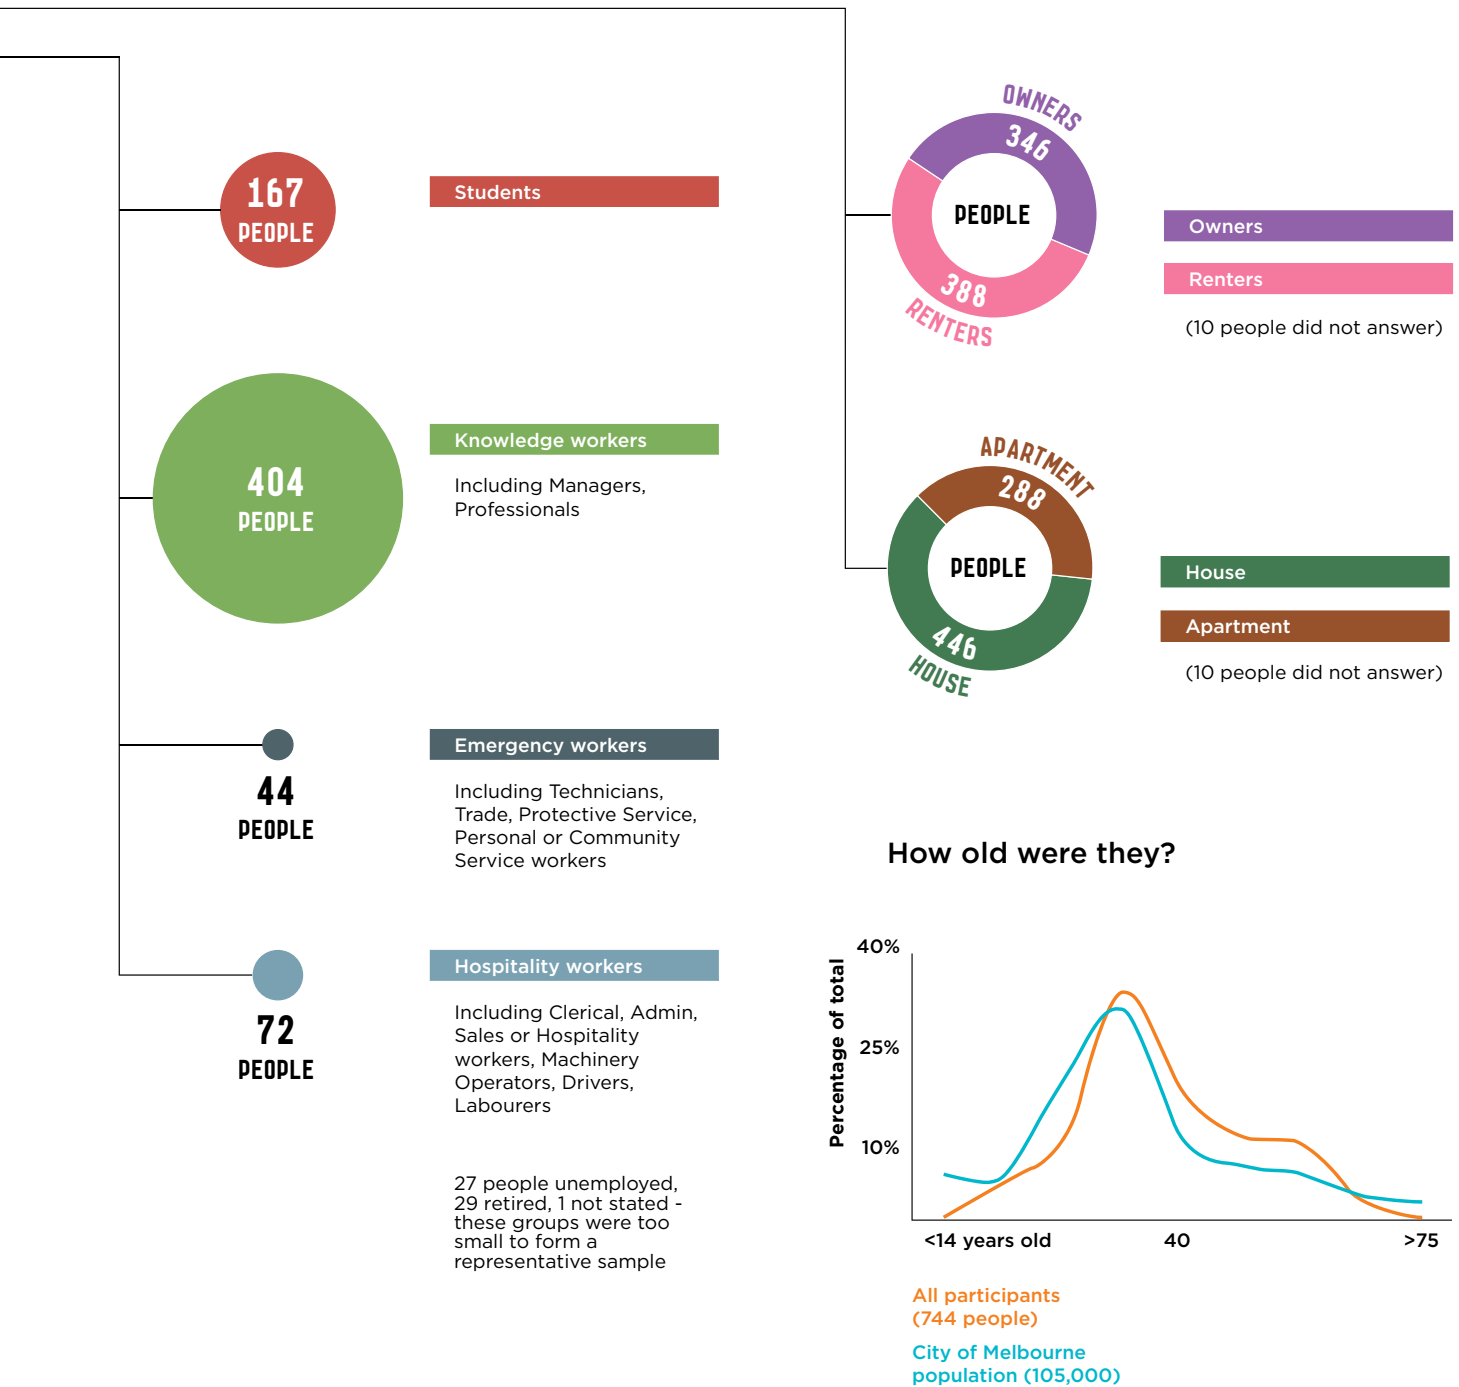 167
PEOPLE
Students
404
PEOPLE
Knowledge workers
Including Managers,
Professionals
44
PEOPLE
Emergency workers
Including Technicians,
Trade, Protective Service,
Personal or Community
Service workers
72
PEOPLE
Hospitality workers
Including Clerical, Admin,
Sales or Hospitality
workers, Machinery
Operators, Drivers,
Labourers
27 people unemployed,
29 retired, 1 not stated -
these groups were too
small to form a
representative sample
OWNERS
346
PEOPLE
388
RENTERS
Owners
Renters
(10 people did not answer)
APARTMENT
288
PEOPLE
446
HOUSE
House
Apartment
(10 people did not answer)
How old were they?
Percentage of total
40%
25%
10%
<14 years old
40
>75
All participants
(744 people)
City of Melbourne
population (105,000)